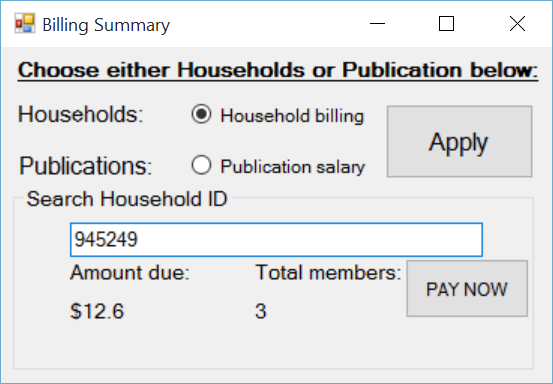 Billing Summary
Choose either Households or Publication below:
Households: Household billing
Apply
Publications: Publication salary
Search Household ID
945249
Amount due: Total members:
PAY NOW
$12.6 3